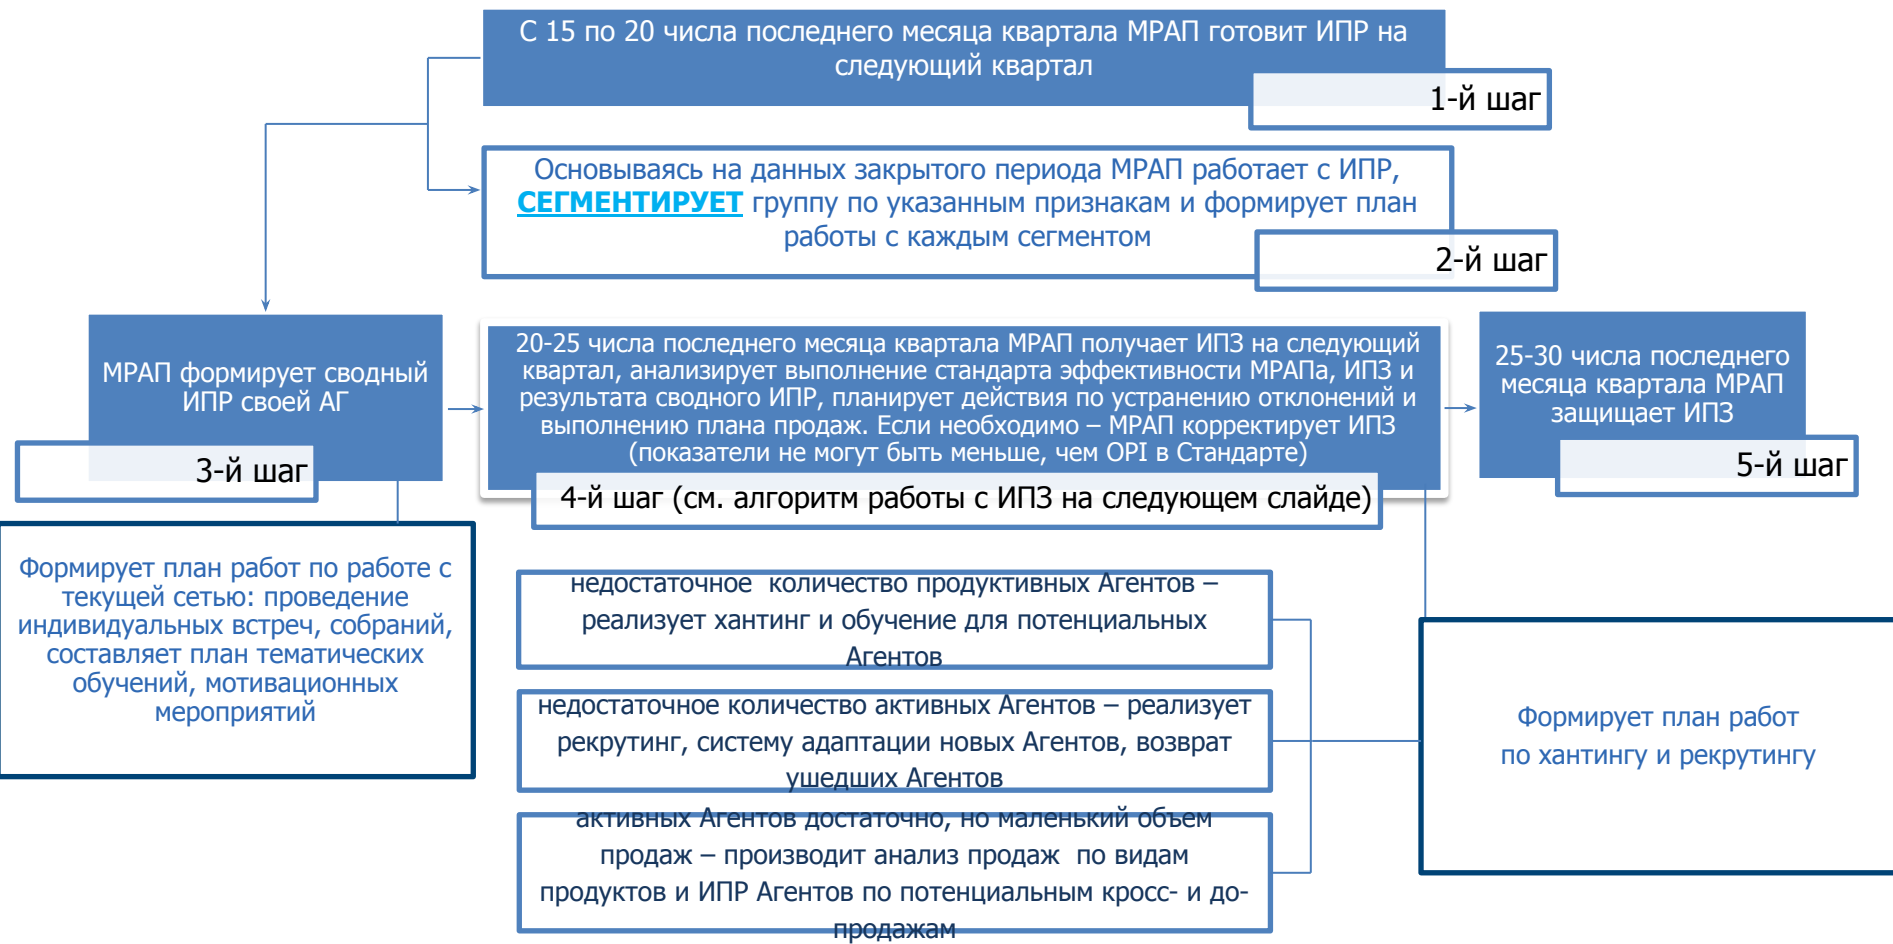 С 15 по 20 числа последнего месяца квартала МРАП готовит ИПР на
следующий квартал
1-й шаг
Основываясь на данных закрытого периода МРАП работает с ИПР,
СЕГМЕНТИРУЕТ группу по указанным признакам и формирует план
работы с каждым сегментом
2-й шаг
МРАП формирует сводный
ИПР своей АГ
3-й шаг
20-25 числа последнего месяца квартала МРАП получает ИПЗ на следующий
квартал, анализирует выполнение стандарта эффективности МРАПа, ИПЗ и
результата сводного ИПР, планирует действия по устранению отклонений и
выполнению плана продаж. Если необходимо – МРАП корректирует ИПЗ
(показатели не могут быть меньше, чем OPI в Стандарте)
4-й шаг (см. алгоритм работы с ИПЗ на следующем слайде)
25-30 числа последнего
месяца квартала МРАП
защищает ИПЗ
5-й шаг
Формирует план работ по работе с
текущей сетью: проведение
индивидуальных встреч, собраний,
составляет план тематических
обучений, мотивационных
мероприятий
недостаточное  количество продуктивных Агентов –
реализует хантинг и обучение для потенциальных
Агентов
недостаточное количество активных Агентов – реализует
рекрутинг, систему адаптации новых Агентов, возврат
ушедших Агентов
активных Агентов достаточно, но маленький объем
продаж – производит анализ продаж  по видам
продуктов и ИПР Агентов по потенциальным кросс- и до-
продажам
Формирует план работ
по хантингу и рекрутингу